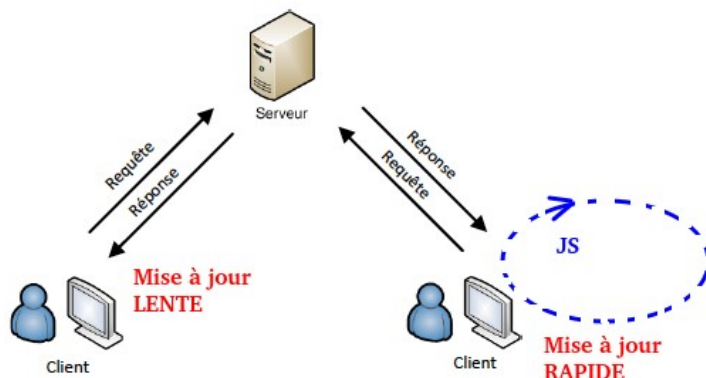 Serveur
Requête
Réponse
Réponse
Requête
JS
Mise à jour
LENTE
Client
Client
Mise à jour
RAPIDE